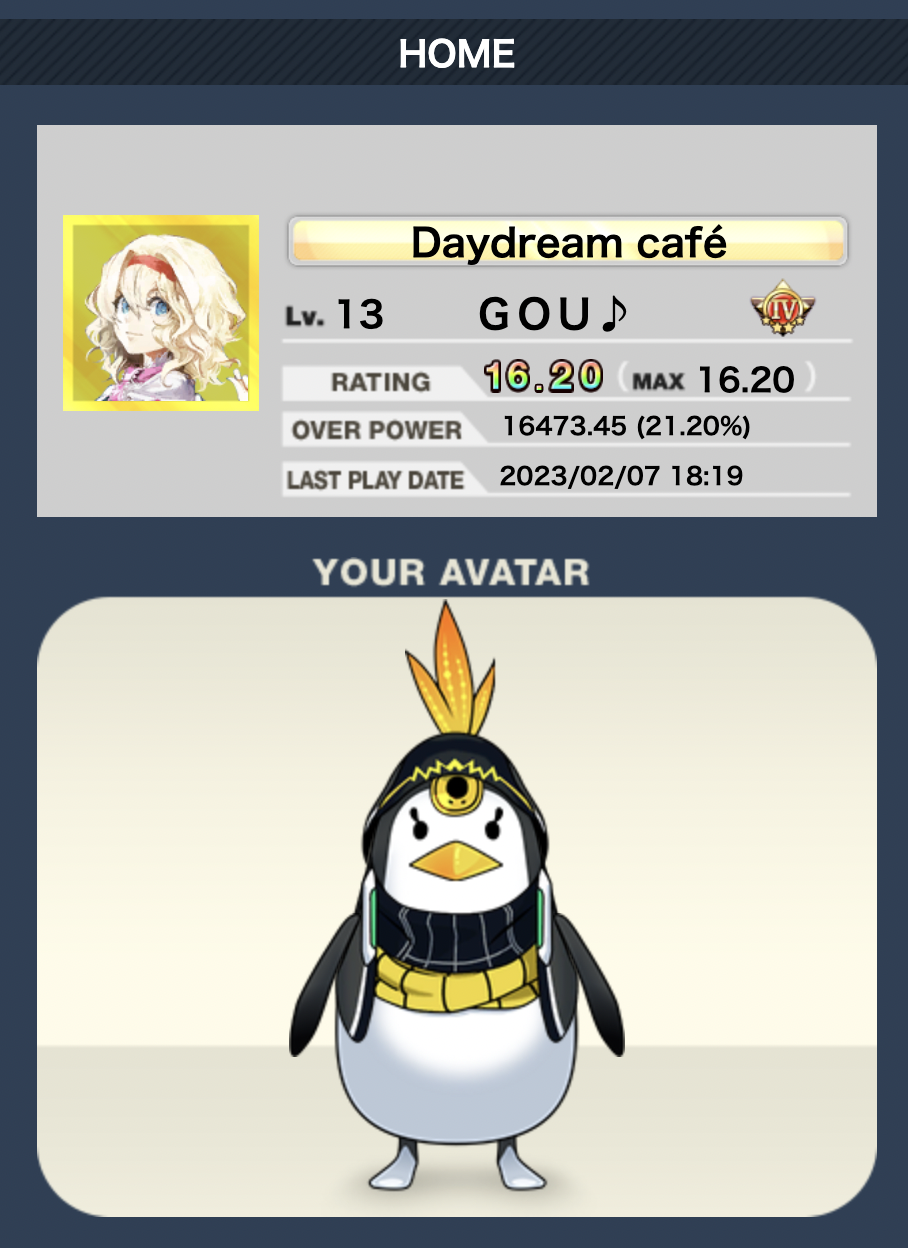 HOME
Daydream café
Lv. 13 GOU♪ IV
RATING 16.20 (MAX 16.20)
OVER POWER 16473.45 (21.20%)
LAST PLAY DATE 2023/02/07 18:19
YOUR AVATAR